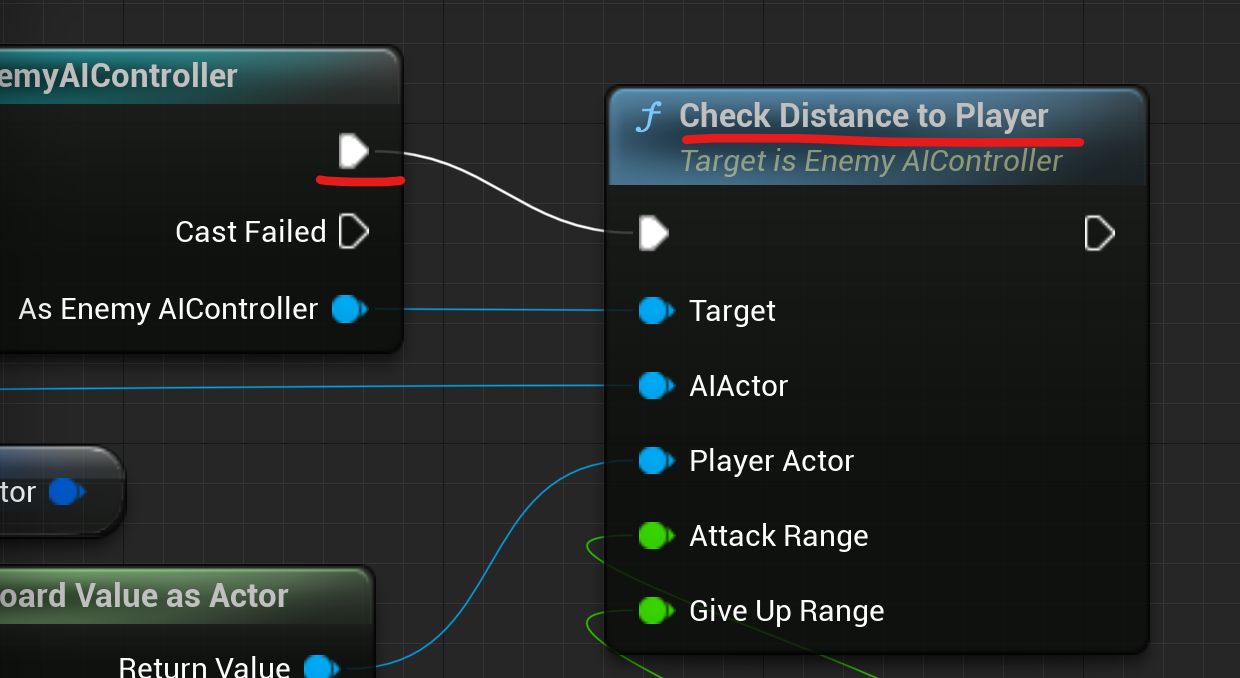 emyAIController
Cast Failed
As Enemy AIController
tor
oard Value as Actor
Return Value
f Check Distance to Player
Target is Enemy AIController
Target
AIActor
Player Actor
Attack Range
Give Up Range